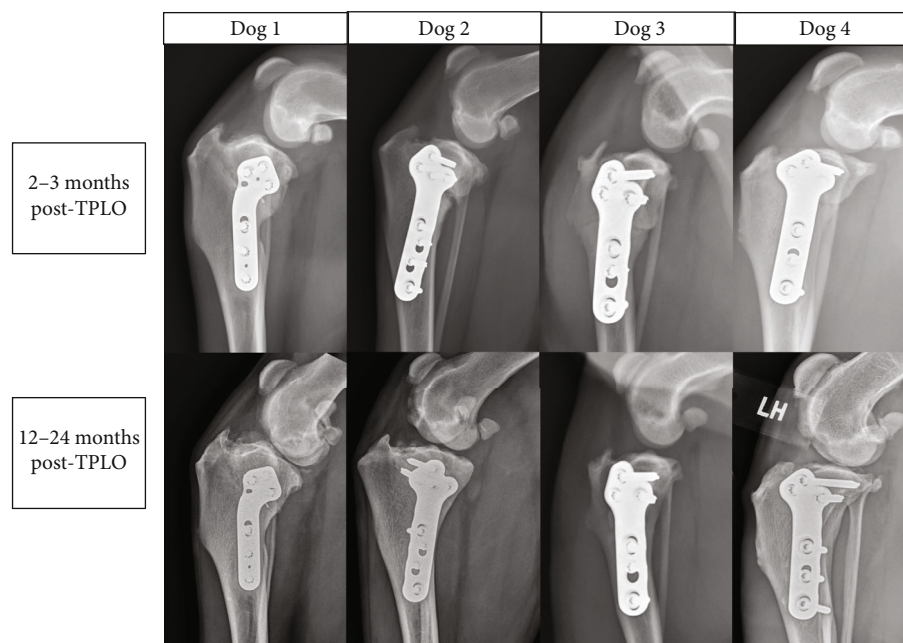 Dog 1
Dog 2
Dog 3
Dog 4
2–3 months
post-TPLO
12–24 months
post-TPLO
LH